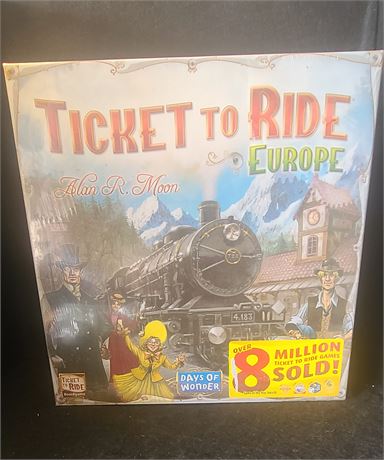 TICKET TO RIDE
EUROPE
Alan R. Moon
4.183
OVER
8 MILLION
TICKET TO RIDE GAMES
SOLD!
DAYS OF
WONDER
TICKET
TO RIDE